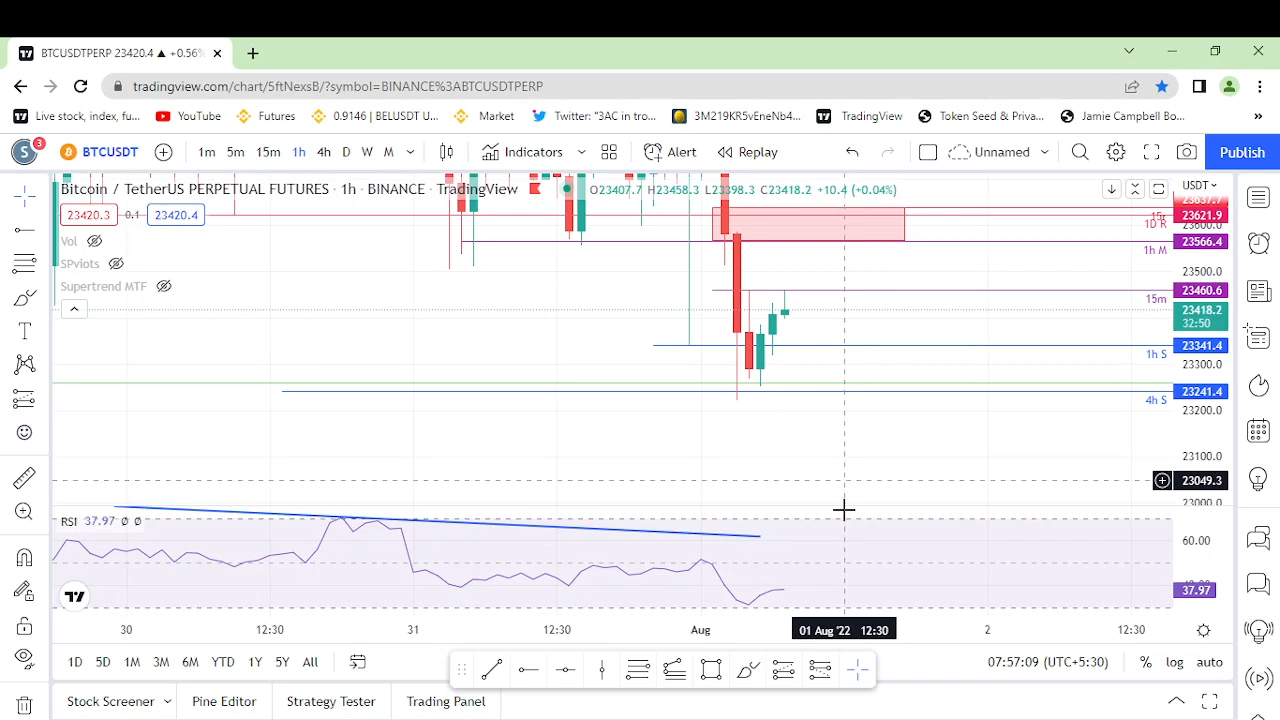 BTCUSDTPERP 23420.4 ▲ +0.56%
tradingview.com/chart/5ftNexsB/?symbol=BINANCE%3ABTCUSDTPERP
Live stock, index, fu... YouTube Futures 0.9146 | BELUSDT U... Market Twitter: "3AC in tro... 3M219KR5vEneNb4... TradingView Token Seed & Priva... Jamie Campbell Bo... »
S 3 BTCUSDT 1m 5m 15m 1h 4h D W M Indicators Alert Replay Unnamed Publish
Bitcoin / TetherUS PERPETUAL FUTURES · 1h · BINANCE · TradingView O23407.7 H23458.3 L23398.3 C23418.2 +10.4 (+0.04%) USDT
23637.7
23420.3 0.1 23420.4 23621.9
1D R
Vol 23566.4
1h M
SPviots
23500.0
Supertrend MTF 23460.6
15m
23418.2
32:50
23341.4
1h S
23300.0
23241.4
4h S
23200.0
23100.0
23049.3
23000.0
RSI 37.97 Ø Ø
60.00
37.97
30 12:30 31 12:30 Aug 01 Aug '22 12:30 2 12:30
1D 5D 1M 3M 6M YTD 1Y 5Y All 07:57:09 (UTC+5:30) % log auto
Stock Screener Pine Editor Strategy Tester Trading Panel